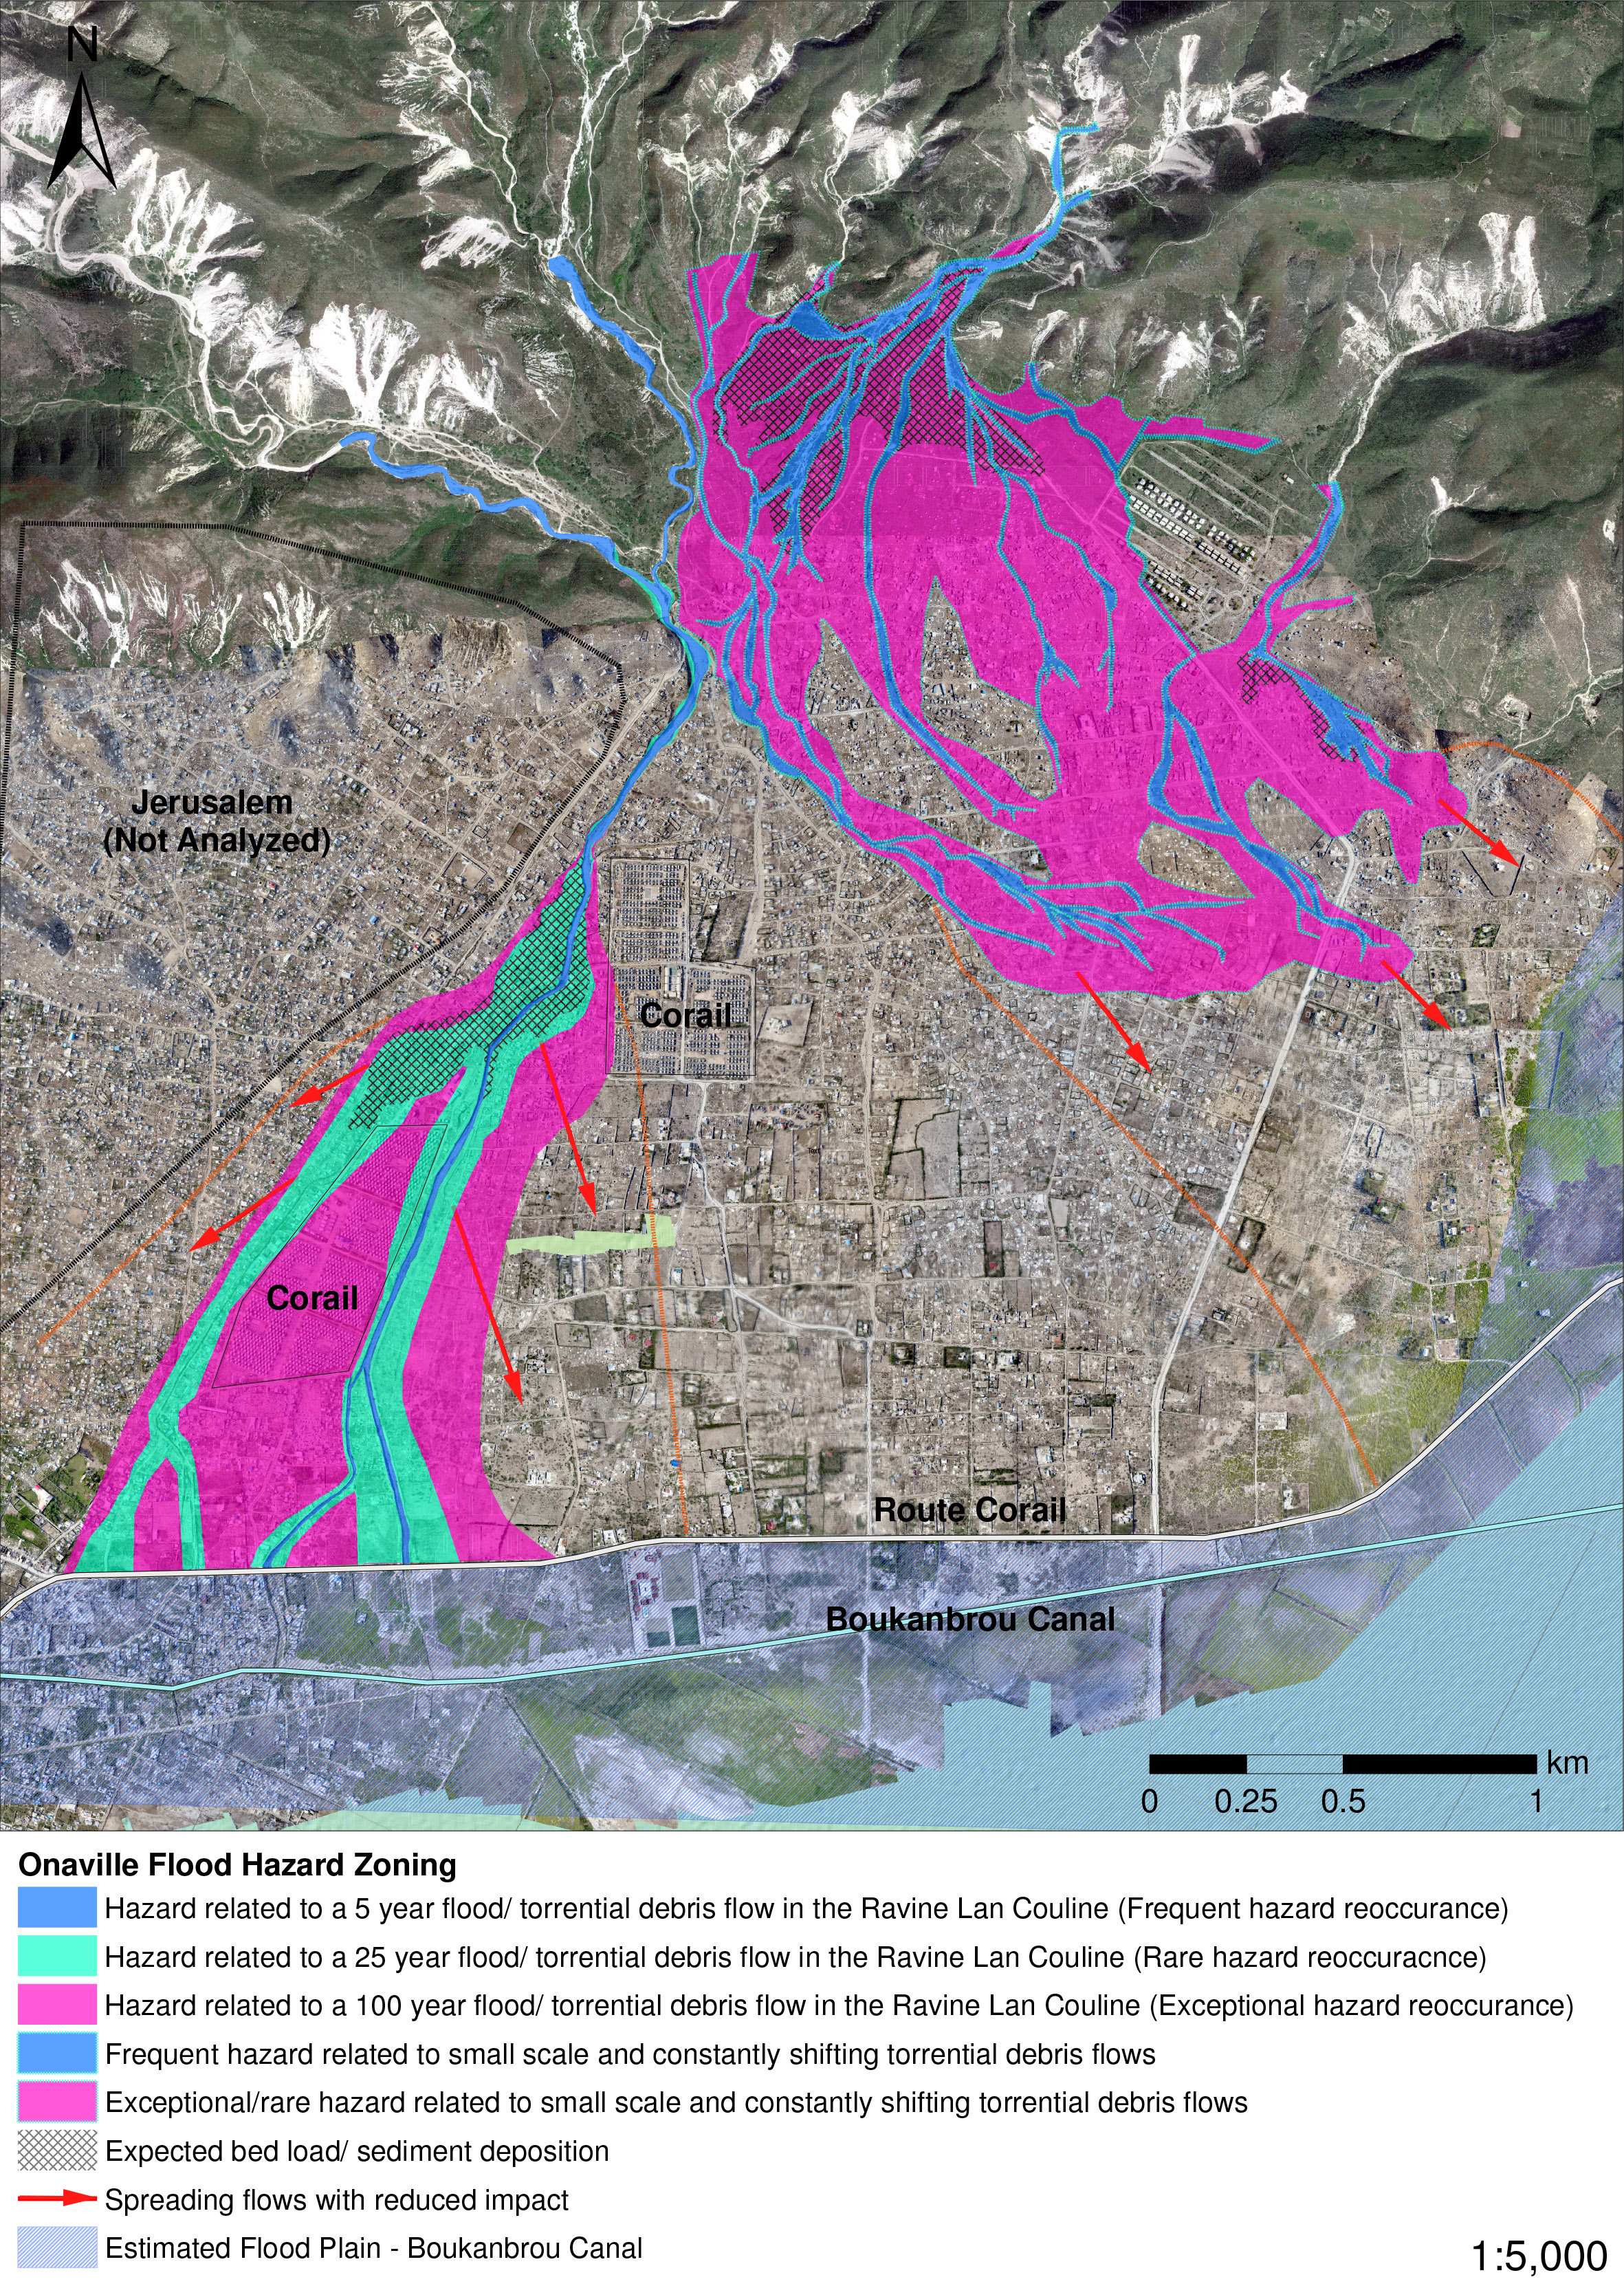 N
Jerusalem
(Not Analyzed)
Corail
Corail
Route Corail
Boukanbrou Canal
km
0 0.25 0.5 1
Onaville Flood Hazard Zoning
Hazard related to a 5 year flood/ torrential debris flow in the Ravine Lan Couline (Frequent hazard reoccurance)
Hazard related to a 25 year flood/ torrential debris flow in the Ravine Lan Couline (Rare hazard reoccuracnce)
Hazard related to a 100 year flood/ torrential debris flow in the Ravine Lan Couline (Exceptional hazard reoccurance)
Frequent hazard related to small scale and constantly shifting torrential debris flows
Exceptional/rare hazard related to small scale and constantly shifting torrential debris flows
Expected bed load/ sediment deposition
Spreading flows with reduced impact
Estimated Flood Plain - Boukanbrou Canal
1:5,000